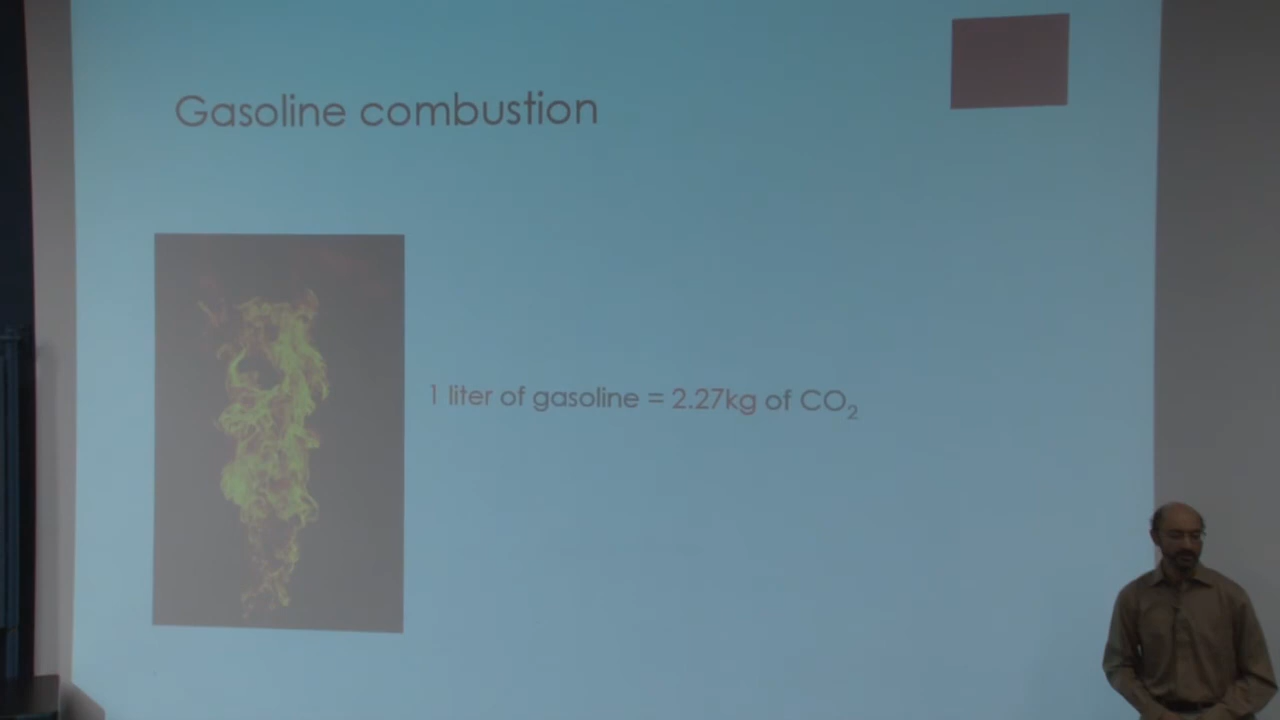 Gasoline combustion
1 liter of gasoline = 2.27kg of CO₂